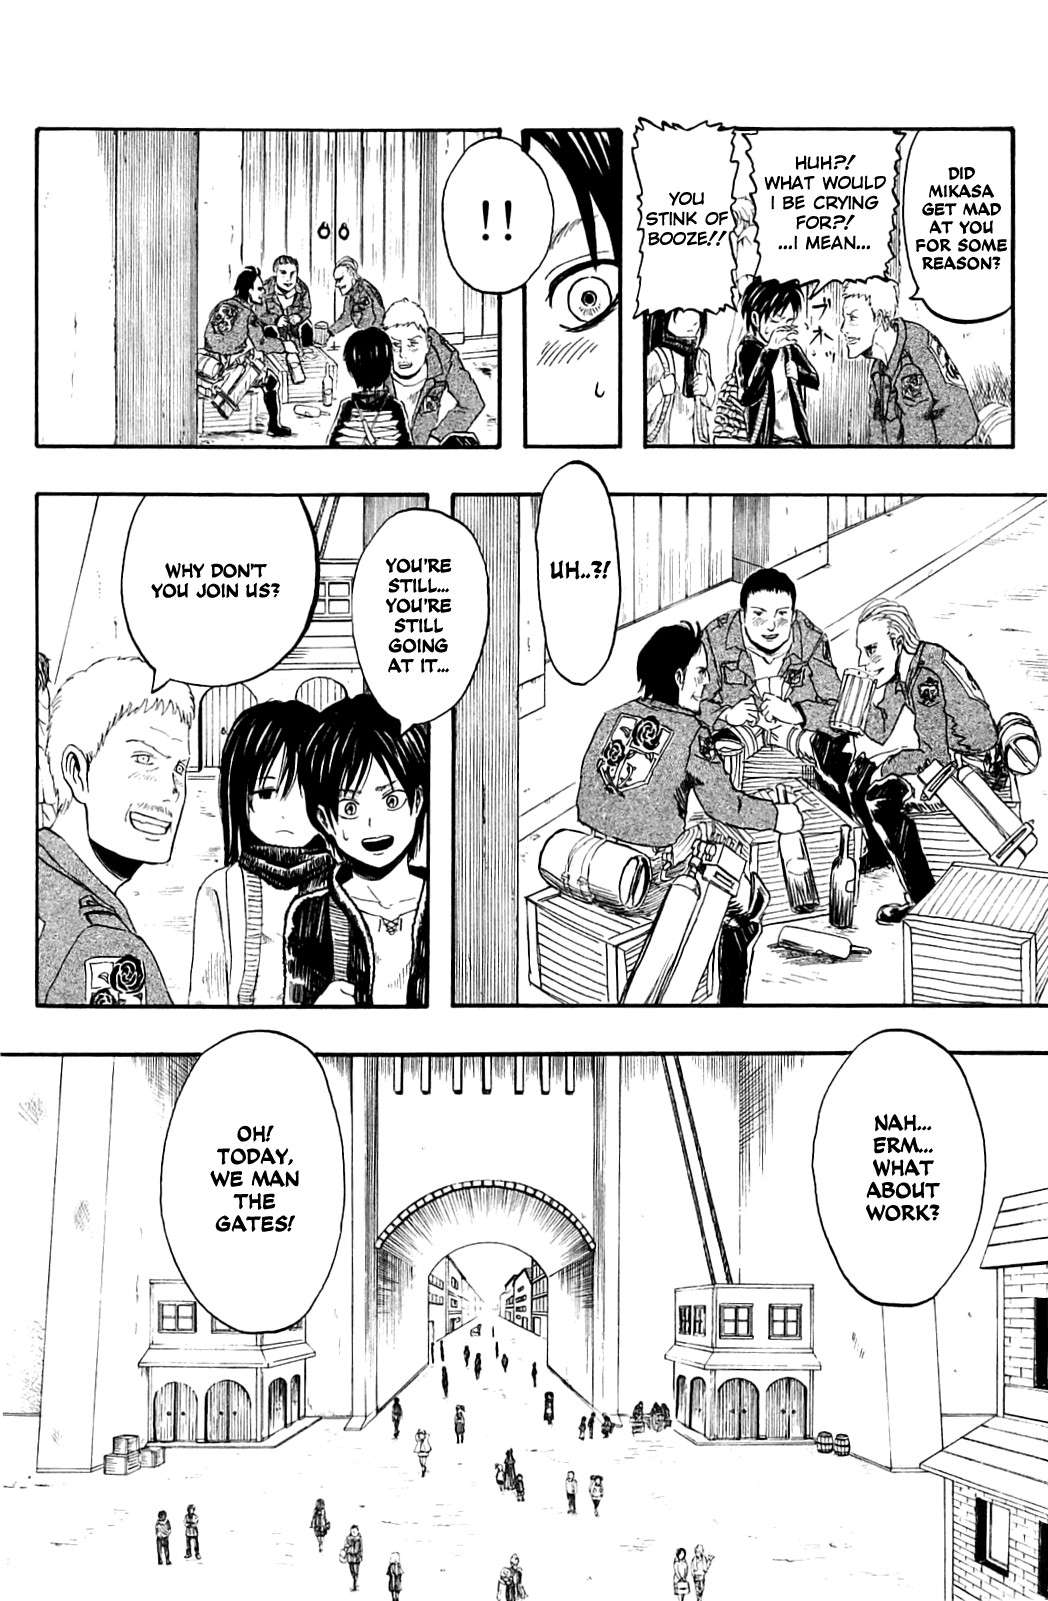 DID
MIKASA
GET MAD
AT YOU
FOR SOME
REASON?
HUH?!
WHAT WOULD
I BE CRYING
FOR?!
...I MEAN...
YOU
STINK OF
BOOZE!!
!!
UH..?!
YOU'RE
STILL...
YOU'RE
STILL
GOING
AT IT...
WHY DON'T
YOU JOIN US?
NAH...
ERM...
WHAT
ABOUT
WORK?
OH!
TODAY,
WE MAN
THE
GATES!